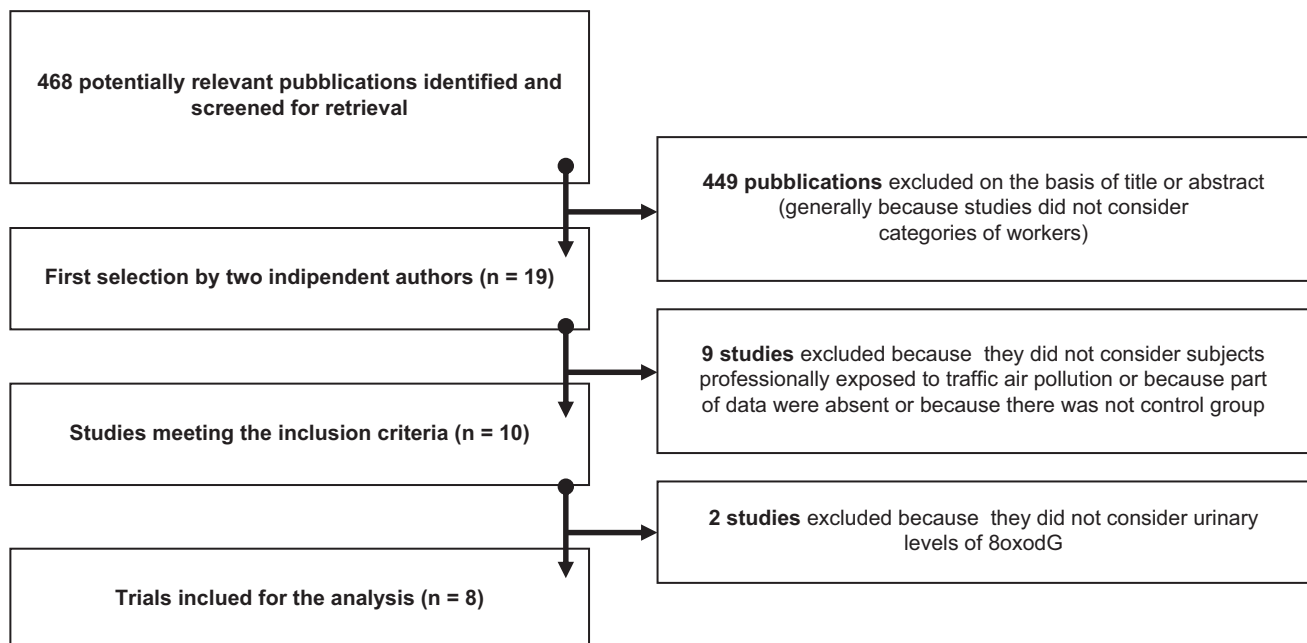 468 potentially relevant pubblications identified and
screened for retrieval
449 pubblications excluded on the basis of title or abstract
(generally because studies did not consider
categories of workers)
First selection by two indipendent authors (n = 19)
9 studies excluded because they did not consider subjects
professionally exposed to traffic air pollution or because part
of data were absent or because there was not control group
Studies meeting the inclusion criteria (n = 10)
2 studies excluded because they did not consider urinary
levels of 8oxodG
Trials inclued for the analysis (n = 8)